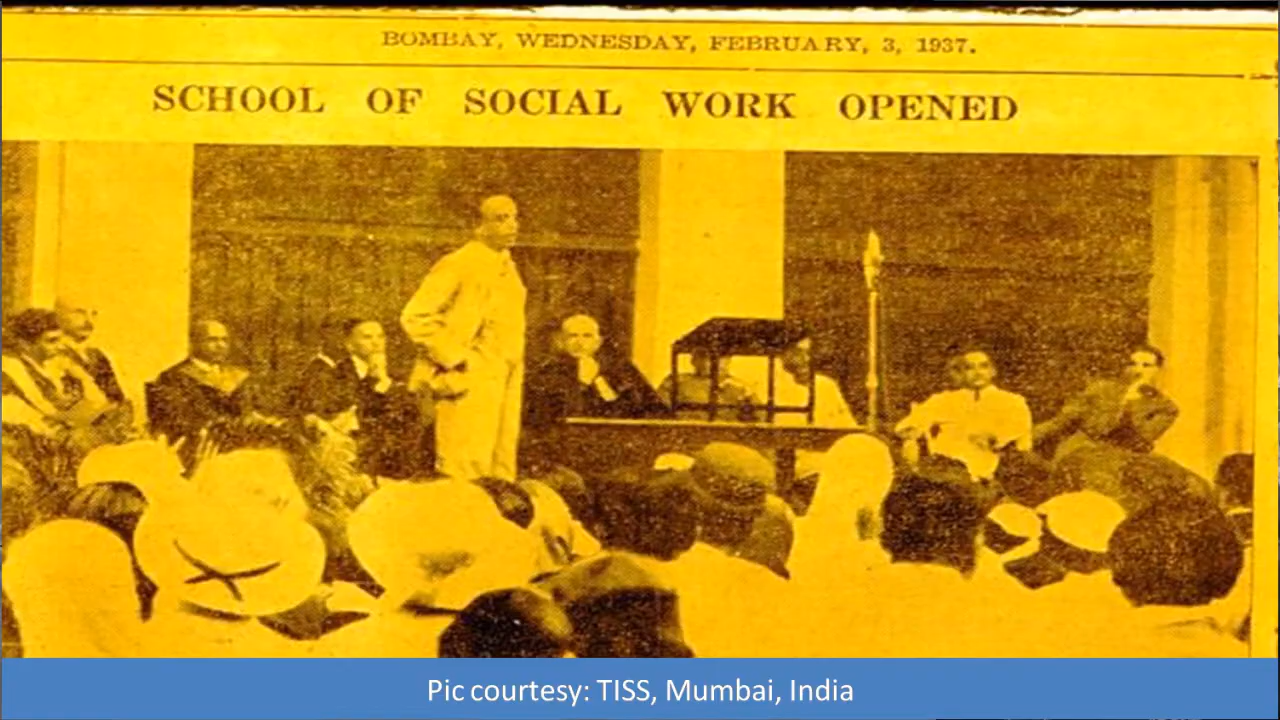 BOMBAY, WEDNESDAY, FEBRUARY, 3, 1937.
SCHOOL OF SOCIAL WORK OPENED
Pic courtesy: TISS, Mumbai, India